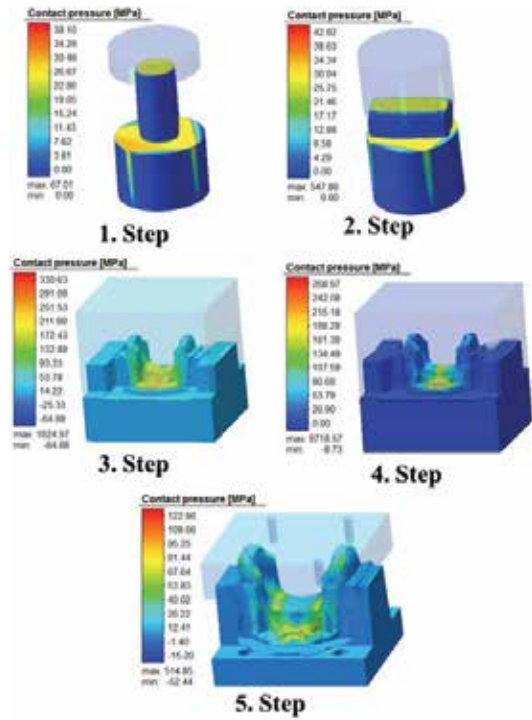 Contact pressure [MPa]
38.10
34.29
30.48
26.67
22.86
19.05
15.24
11.43
7.62
3.81
0.00
max: 67.01
min: 0.00
1. Step
Contact pressure [MPa]
42.92
38.63
34.34
30.04
25.75
21.46
17.17
12.88
8.58
4.29
0.00
max:
min: 0.00
2. Step
Contact pressure [MPa]
330.63
291.08
251.53
211.98
172.43
132.88
93.33
53.78
14.22
-25.33
-64.88
max: 1024.97
min: -64.88
3. Step
Contact pressure [MPa]
268.97
242.08
215.18
188.28
161.38
134.49
107.59
80.69
53.79
26.90
0.00
max: 9718.57
min: -8.73
4. Step
Contact pressure [MPa]
122.86
109.06
95.25
81.44
67.64
53.83
40.02
26.22
12.41
-1.40
-15.20
max: 514.85
min: -52.44
5. Step